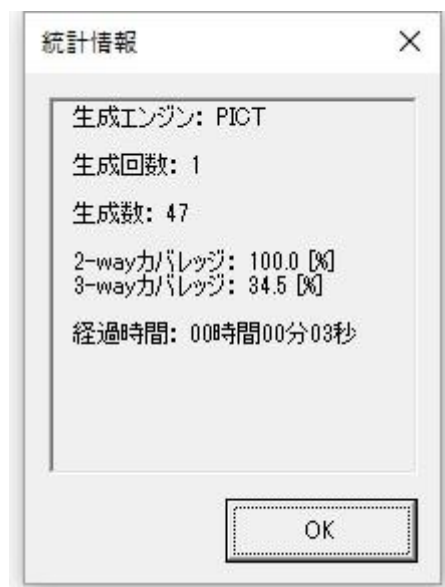 統計情報
生成エンジン: PICT
生成回数: 1
生成数: 47
2-wayカバレッジ: 100.0 [%]
3-wayカバレッジ: 34.5 [%]
経過時間: 00時間00分03秒
OK